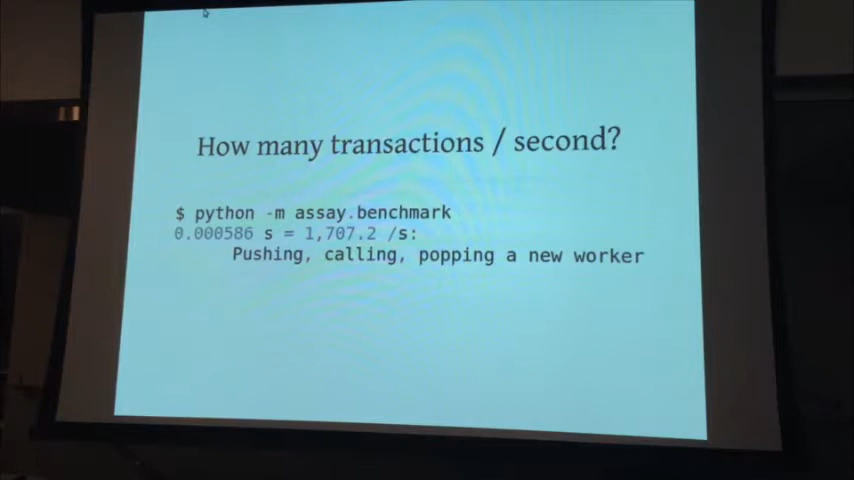 How many transactions / second?
$ python -m assay.benchmark
0.000586 s = 1,707.2 /s:
Pushing, calling, popping a new worker